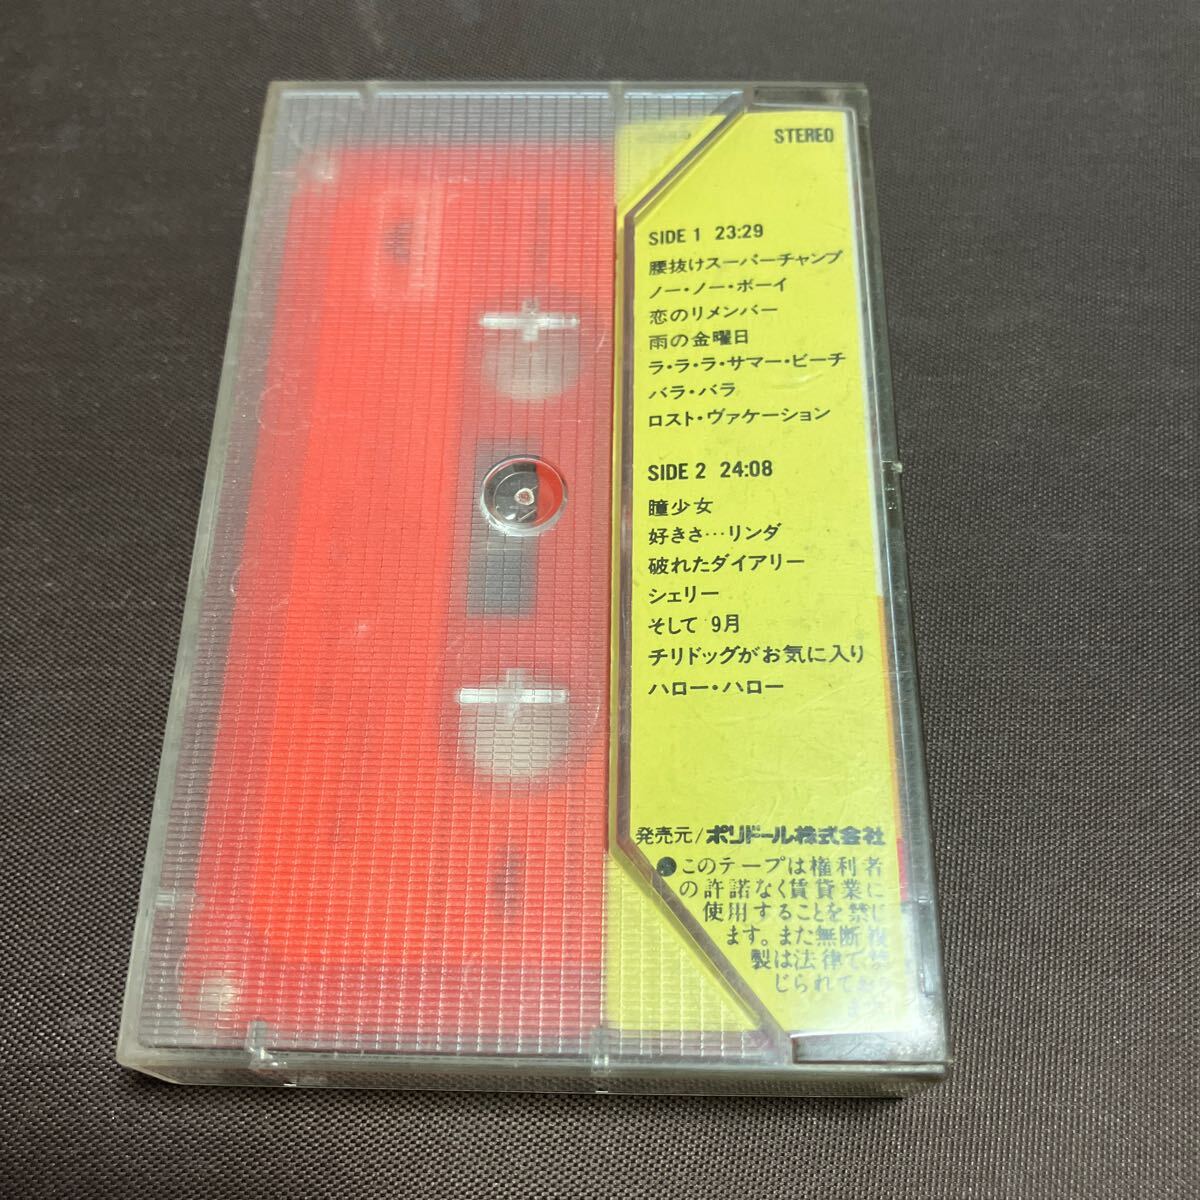 STEREO
SIDE 1 23:29
腰抜けスーパーチャンプ
ノー・ノー・ボーイ
恋のリメンバー
雨の金曜日
ラ・ラ・ラ・サマー・ビーチ
バラ・バラ
ロスト・ヴァケーション
SIDE 2 24:08
瞳少女
好きさ…リンダ
破れたダイアリー
シェリー
そして 9月
チリドッグがお気に入り
ハロー・ハロー
発売元/ポリドール株式会社
●このテープは権利者
の許諾なく賃貸業に
使用することを禁じ
ます。また無断複
製は法律で禁
じられており
ます。